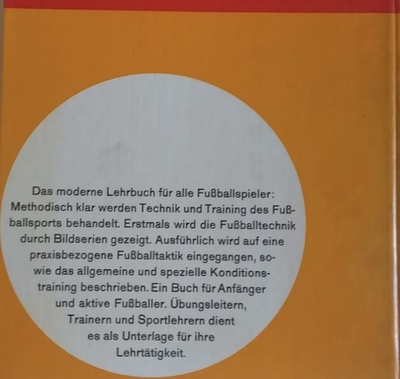 Das moderne Lehrbuch für alle Fußballspieler:
Methodisch klar werden Technik und Training des Fuß-
ballsports behandelt. Erstmals wird die Fußballtechnik
durch Bildserien gezeigt. Ausführlich wird auf eine
praxisbezogene Fußballtaktik eingegangen, so-
wie das allgemeine und spezielle Konditions-
training beschrieben. Ein Buch für Anfänger
und aktive Fußballer. Übungsleitern,
Trainern und Sportlehrern dient
es als Unterlage für ihre
Lehrtätigkeit.